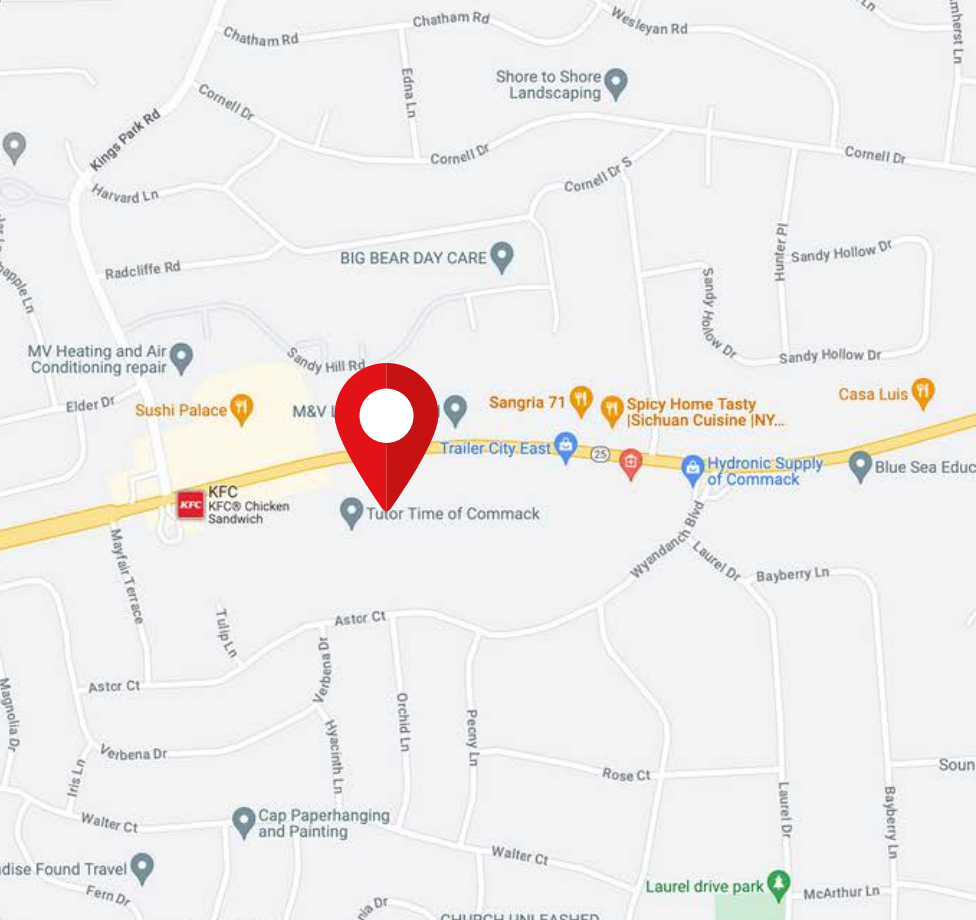 Chatham Rd
Chatham Rd
Wesleyan Rd
Edna Ln
Shore to Shore
Landscaping
Cornell Dr
Kings Park Rd
Cornell Dr
Cornell Dr
Cornell Dr S
Harvard Ln
Radcliffe Rd
BIG BEAR DAY CARE
Hunter Pl
Sandy Hollow Dr
Sandy Hollow Dr
Sandy Hollow Dr
MV Heating and Air
Conditioning repair
Sandy Hill Rd
Elder Dr
Sushi Palace
M&V
Sangria 71
Spicy Home Tasty
|Sichuan Cuisine |NY...
Casa Luis
Trailer City East
25
Hydronic Supply
of Commack
Blue Sea Educ
KFC
KFC
KFC® Chicken
Sandwich
Tutor Time of Commack
Mayfair Terrace
Wyandanch Blvd
Laurel Dr
Bayberry Ln
Tulip Ln
Astor Ct
Verbena Dr
Astor Ct
Magnolia Dr
Orchid Ln
Peony Ln
Hyacinth Ln
Verbena Dr
Iris Ln
Rose Ct
Laurel Dr
Bayberry Ln
Walter Ct
Cap Paperhanging
and Painting
Walter Ct
Found Travel
Fern Dr
Laurel drive park
McArthur Ln
CHURCH UNLEASHED